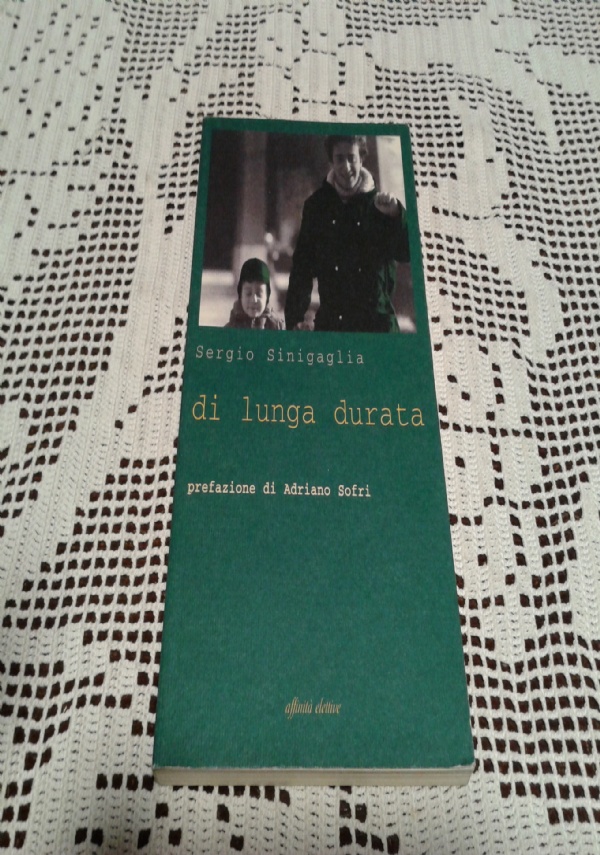 Sergio Sinigaglia
di lunga durata
prefazione di Adriano Sofri
affinità elettive